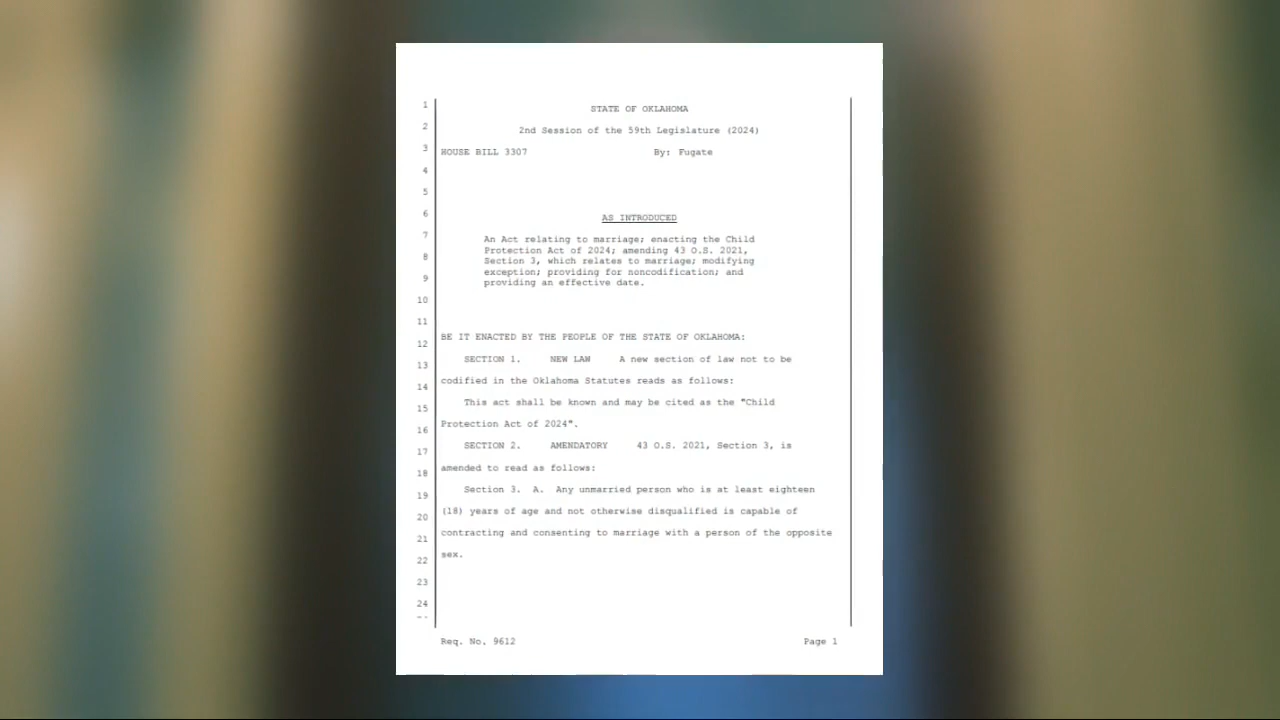 1 STATE OF OKLAHOMA
2 2nd Session of the 59th Legislature (2024)
3 HOUSE BILL 3307 By: Fugate
4
5
6 AS INTRODUCED
7 An Act relating to marriage; enacting the Child
Protection Act of 2024; amending 43 O.S. 2021,
8 Section 3, which relates to marriage; modifying
exception; providing for noncodification; and
9 providing an effective date.
10
11
12 BE IT ENACTED BY THE PEOPLE OF THE STATE OF OKLAHOMA:
13 SECTION 1. NEW LAW A new section of law not to be
14 codified in the Oklahoma Statutes reads as follows:
15 This act shall be known and may be cited as the "Child
16 Protection Act of 2024".
17 SECTION 2. AMENDATORY 43 O.S. 2021, Section 3, is
18 amended to read as follows:
19 Section 3. A. Any unmarried person who is at least eighteen
20 (18) years of age and not otherwise disqualified is capable of
21 contracting and consenting to marriage with a person of the opposite
22 sex.
23
24
Req. No. 9612 Page 1